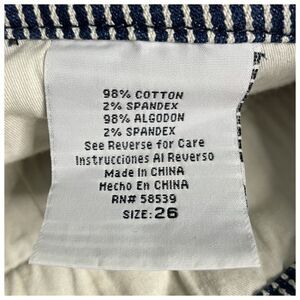 98% COTTON
2% SPANDEX
98% ALGODON
2% SPANDEX
See Reverse for Care
Instrucciones Al Reverso
Made In CHINA
Hecho En CHINA
RN# 58539
SIZE: 26